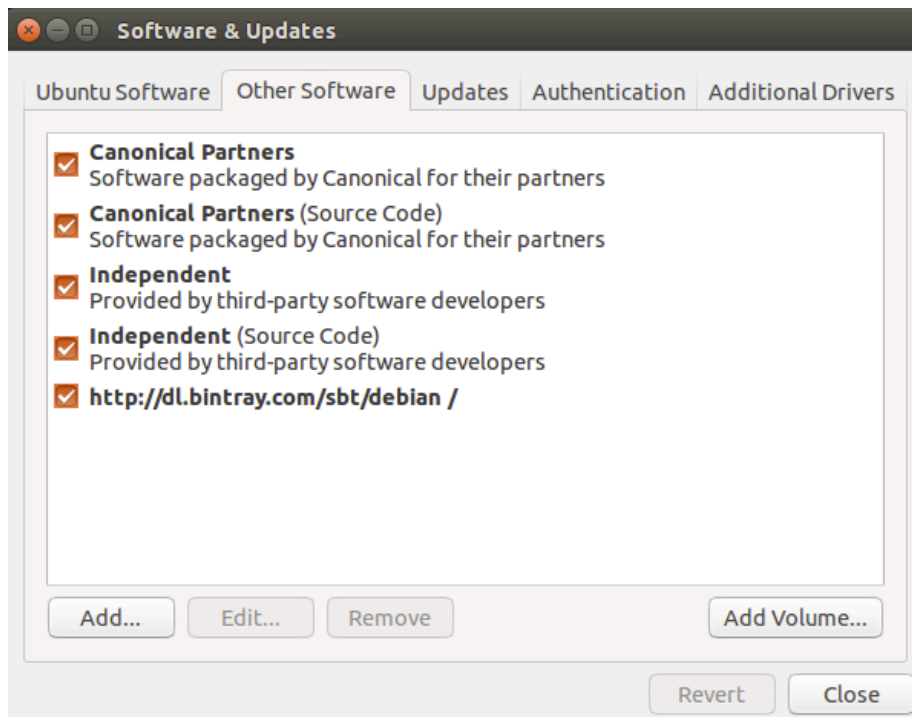 Software & Updates
Ubuntu Software Other Software Updates Authentication Additional Drivers
Canonical Partners
Software packaged by Canonical for their partners
Canonical Partners (Source Code)
Software packaged by Canonical for their partners
Independent
Provided by third-party software developers
Independent (Source Code)
Provided by third-party software developers
http://dl.bintray.com/sbt/debian /
Add... Edit... Remove Add Volume...
Revert Close